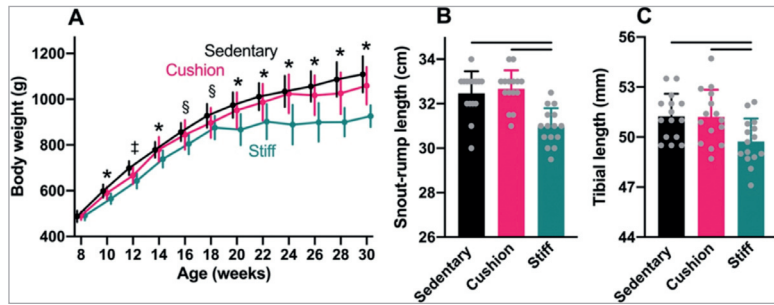 A
Body weight (g)
1200
1000
800
600
400
Sedentary
Cushion
Stiff
* ‡ * § § * * * * * *
8 10 12 14 16 18 20 22 24 26 28 30
Age (weeks)
B
Snout-rump length (cm)
34
32
30
28
26
Sedentary
Cushion
Stiff
C
Tibial length (mm)
56
53
50
47
44
Sedentary
Cushion
Stiff